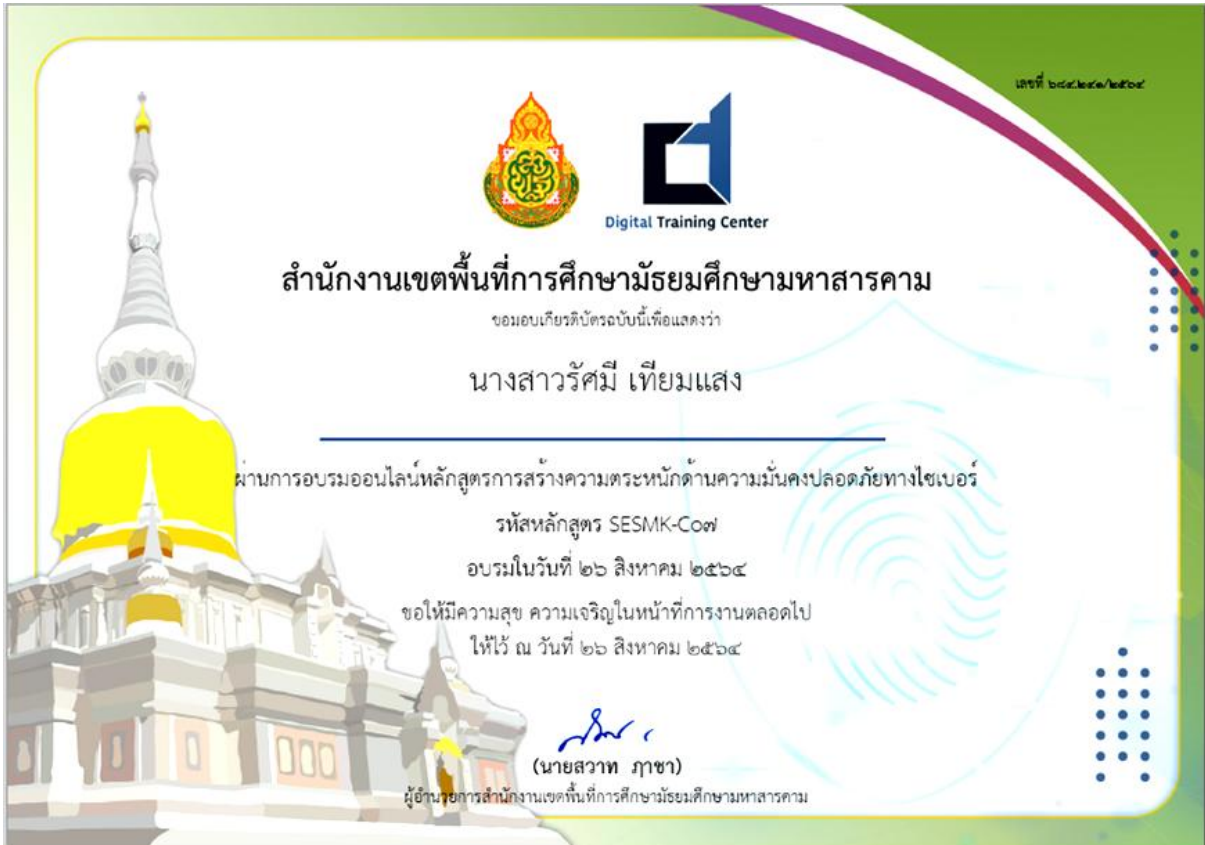 เลขที่
Digital Training Center
สำนักงานเขตพื้นที่การศึกษามัธยมศึกษามหาสารคาม
ขอมอบเกียรติบัตรฉบับนี้เพื่อแสดงว่า
นางสาวรัศมี เทียมแสง
ผ่านการอบรมออนไลน์หลักสูตรการสร้างความตระหนักด้านความมั่นคงปลอดภัยทางไซเบอร์
รหัสหลักสูตร SESMK-C๐๗
อบรมในวันที่ ๒๖ สิงหาคม ๒๕๖๔
ขอให้มีความสุข ความเจริญในหน้าที่การงานตลอดไป
ให้ไว้ ณ วันที่ ๒๖ สิงหาคม ๒๕๖๔
(นายสวาท ฦๅชา)
ผู้อำนวยการสำนักงานเขตพื้นที่การศึกษามัธยมศึกษามหาสารคาม